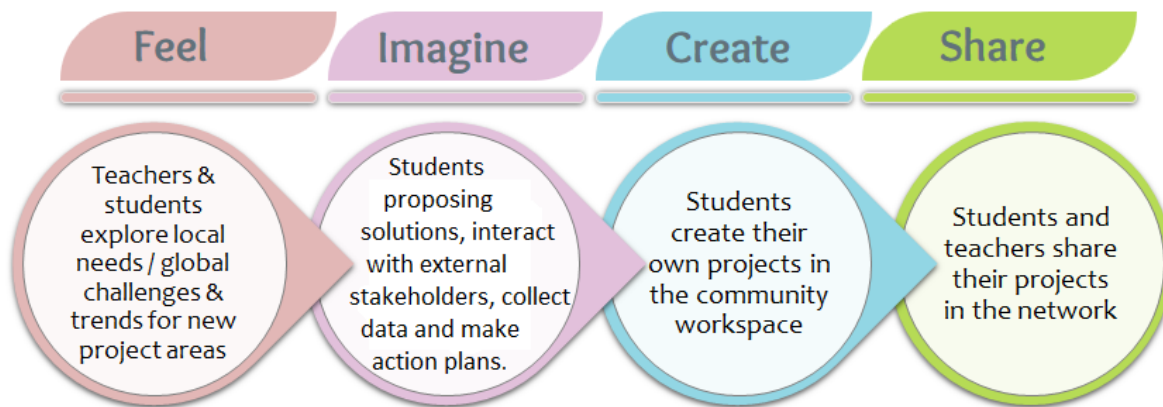 Feel
Imagine
Create
Share
Teachers &
students
explore local
needs / global
challenges &
trends for new
project areas
Students
proposing
solutions, interact
with external
stakeholders, collect
data and make
action plans.
Students
create their
own projects in
the community
workspace
Students and
teachers share
their projects
in the network